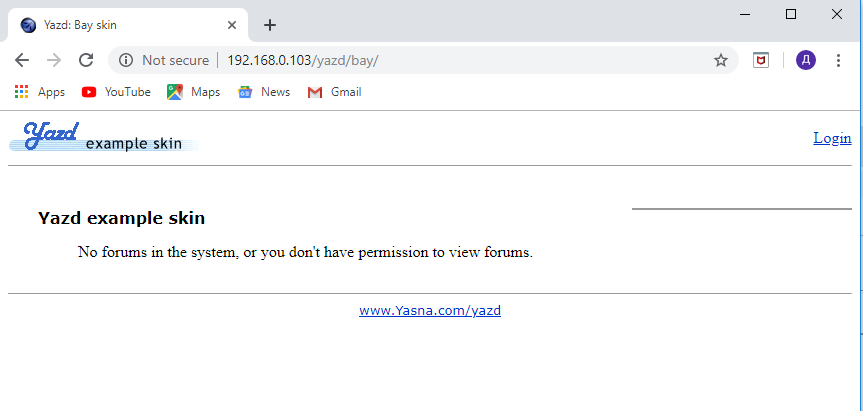 Yazd: Bay skin
Not secure | 192.168.0.103/yazd/bay/
Д
Apps YouTube Maps News Gmail
Yazd example skin
Login
Yazd example skin
No forums in the system, or you don't have permission to view forums.
www.Yasna.com/yazd